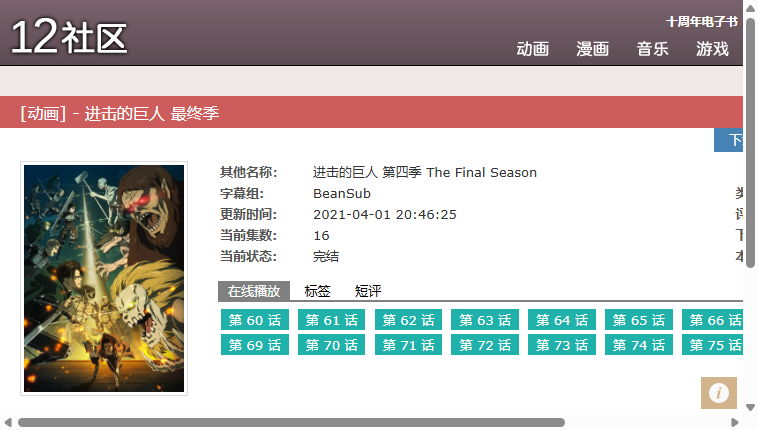 12社区
十周年电子书
动画 漫画 音乐 游戏
[动画] - 进击的巨人 最终季
其他名称: 进击的巨人 第四季 The Final Season
字幕组: BeanSub
更新时间: 2021-04-01 20:46:25
当前集数: 16
当前状态: 完结
在线播放 标签 短评
第 60 话 第 61 话 第 62 话 第 63 话 第 64 话 第 65 话 第 66 话
第 69 话 第 70 话 第 71 话 第 72 话 第 73 话 第 74 话 第 75 话